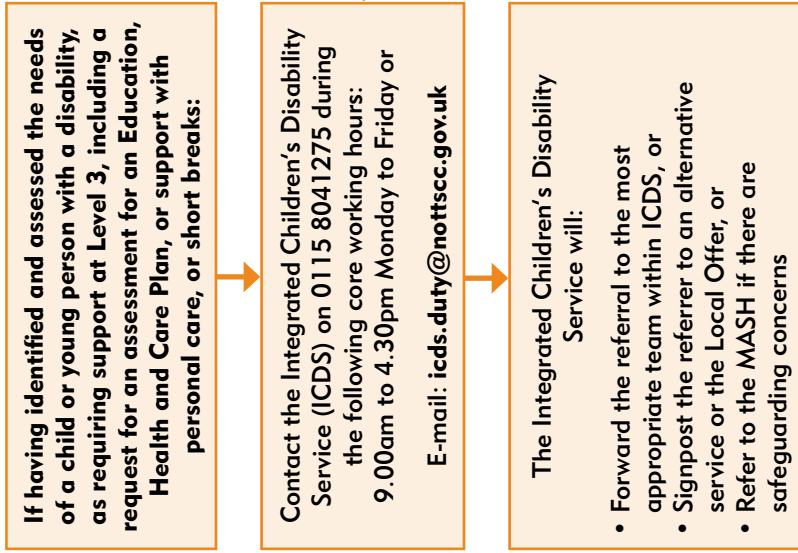 If having identified and assessed the needs
of a child or young person with a disability,
as requiring support at Level 3, including a
request for an assessment for an Education,
Health and Care Plan, or support with
personal care, or short breaks:
Contact the Integrated Children’s Disability
Service (ICDS) on 0115 8041275 during
the following core working hours:
9.00am to 4.30pm Monday to Friday or
E-mail: icds.duty@nottscc.gov.uk
The Integrated Children’s Disability
Service will:
• Forward the referral to the most
appropriate team within ICDS, or
• Signpost the referrer to an alternative
service or the Local Offer, or
• Refer to the MASH if there are
safeguarding concerns